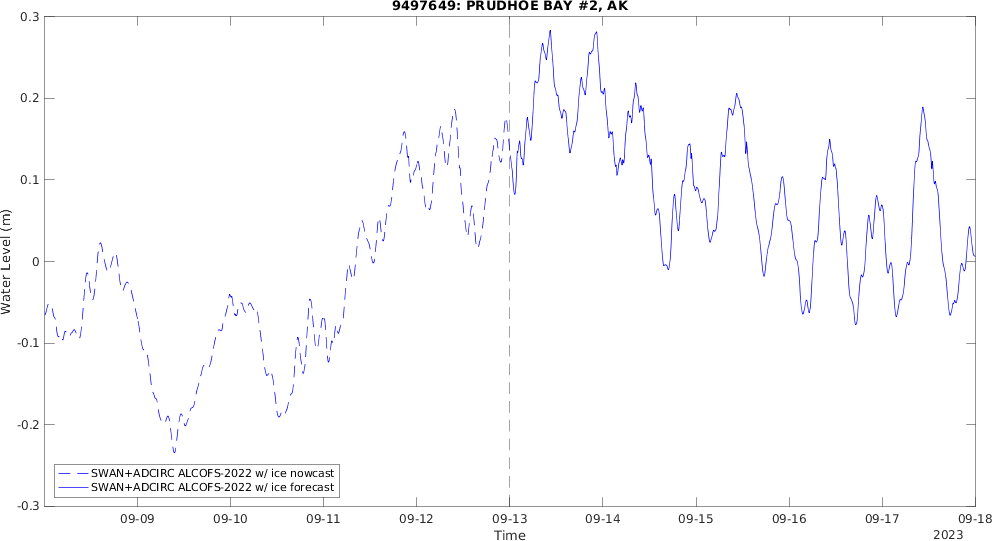 9497649: PRUDHOE BAY #2, AK
0.3
0.2
0.1
0
-0.1
-0.2
-0.3
Water Level (m)
SWAN+ADCIRC ALCOFS-2022 w/ ice nowcast
SWAN+ADCIRC ALCOFS-2022 w/ ice forecast
09-09 09-10 09-11 09-12 09-13 09-14 09-15 09-16 09-17 09-18
Time
2023